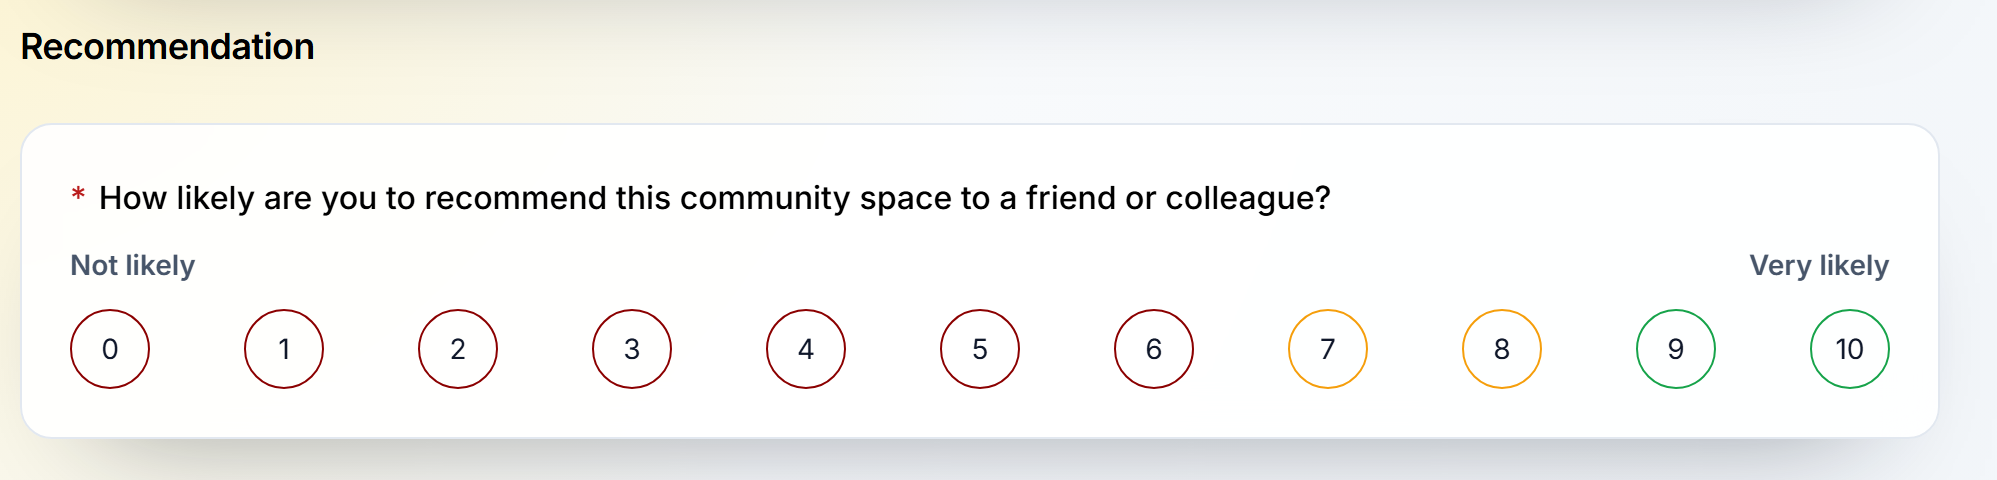 Recommendation
* How likely are you to recommend this community space to a friend or colleague?
Not likely Very likely
0 1 2 3 4 5 6 7 8 9 10